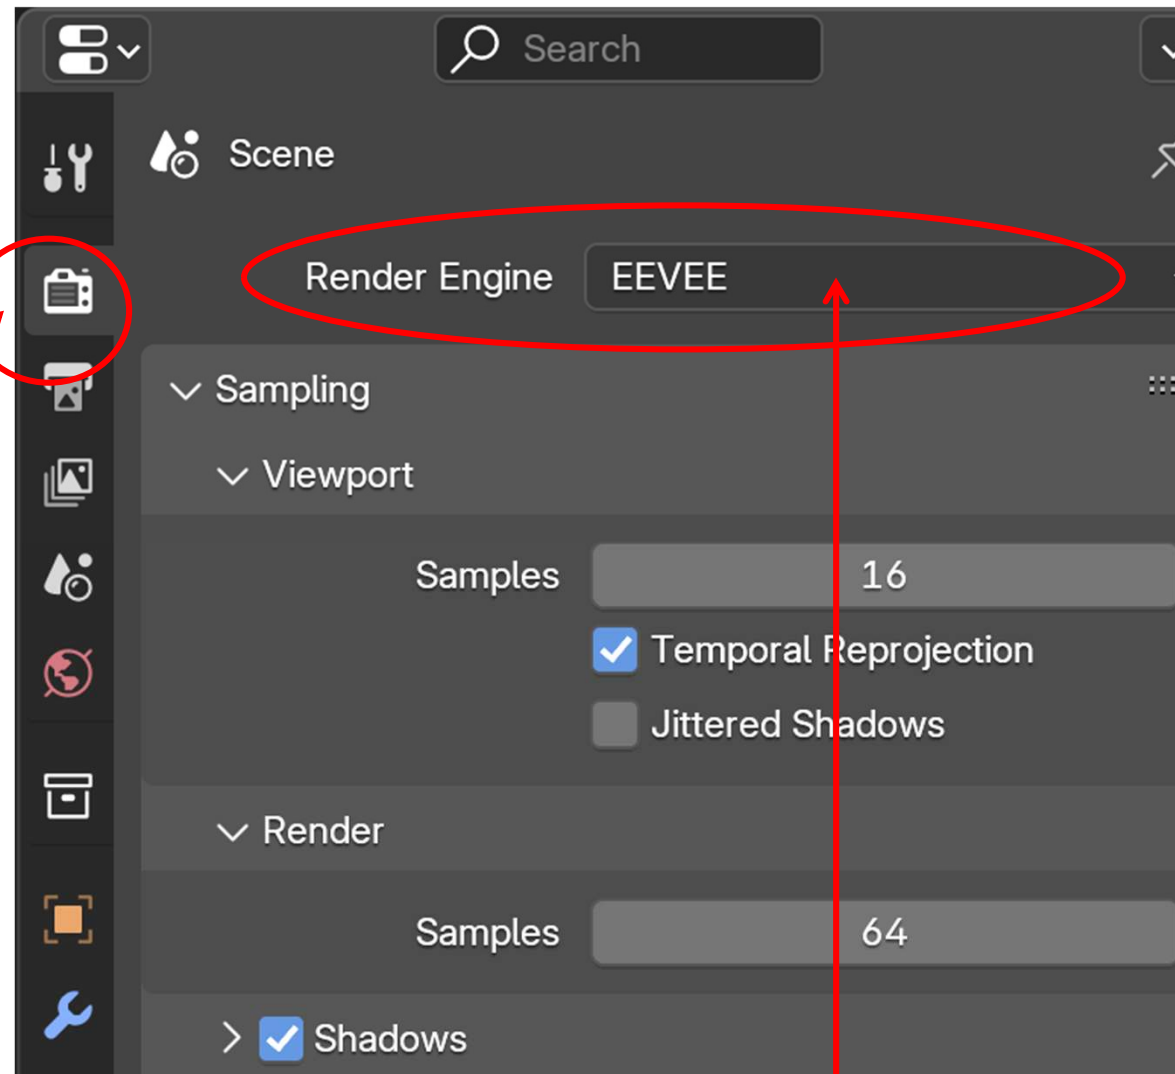 Search
Scene
Render Engine EEVEE
Sampling
Viewport
Samples 16
Temporal Reprojection
Jittered Shadows
Render
Samples 64
Shadows